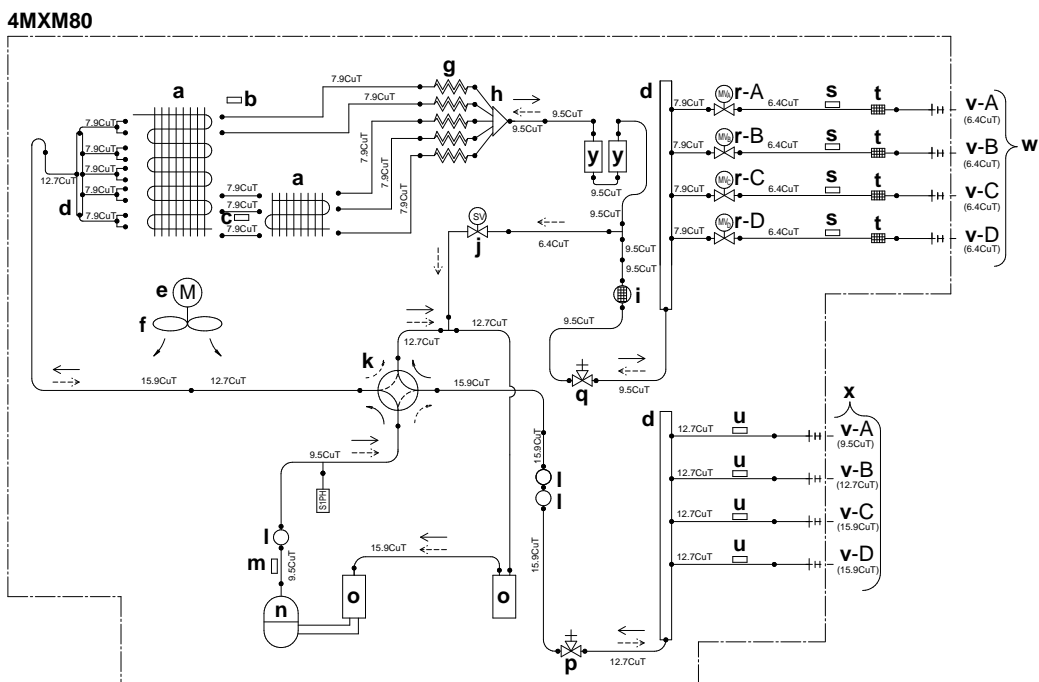 4MXM80
a
b
7.9CuT
g
h
d
7.9CuT
r-A
s
t
v-A
(6.4CuT)
MVA
6.4CuT
7.9CuT
9.5CuT
9.5CuT
7.9CuT
r-B
s
t
v-B
(6.4CuT)
w
MVB
6.4CuT
y
y
7.9CuT
7.9CuT
7.9CuT
7.9CuT
12.7CuT
7.9CuT
7.9CuT
d
7.9CuT
7.9CuT
7.9CuT
a
c
7.9CuT
7.9CuT
7.9CuT
9.5CuT
9.5CuT
7.9CuT
r-C
s
t
v-C
(6.4CuT)
MVC
6.4CuT
SV
j
6.4CuT
9.5CuT
9.5CuT
7.9CuT
r-D
s
t
v-D
(6.4CuT)
MVD
6.4CuT
i
e
M
f
9.5CuT
12.7CuT
12.7CuT
k
15.9CuT
12.7CuT
15.9CuT
q
9.5CuT
x
d
12.7CuT
u
v-A
(9.5CuT)
12.7CuT
u
v-B
(12.7CuT)
12.7CuT
u
v-C
(15.9CuT)
12.7CuT
u
v-D
(15.9CuT)
9.5CuT
S1PH
15.9CuT
l
l
l
m
9.5CuT
15.9CuT
15.9CuT
n
o
o
p
12.7CuT